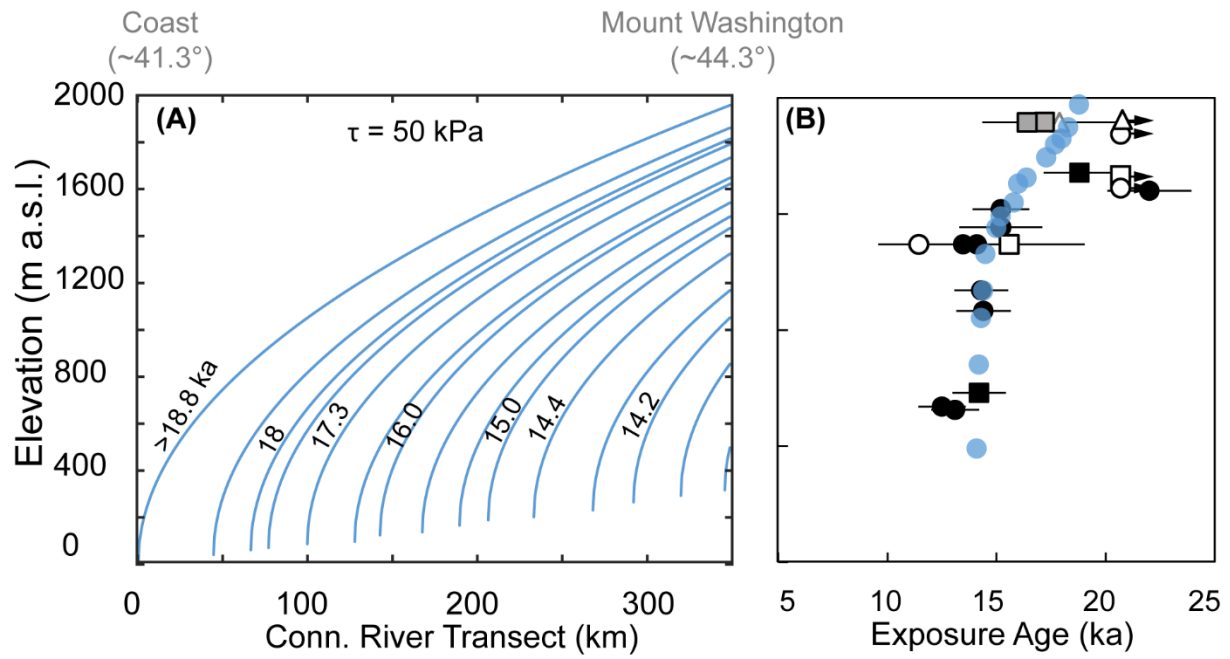 Coast
(~41.3°)
Mount Washington
(~44.3°)
Elevation (m a.s.l.)
2000
1600
1200
800
400
0
(A)
τ = 50 kPa
>18.8 ka
18
17.3
16.0
15.0
14.4
14.2
0 100 200 300
Conn. River Transect (km)
(B)
5 10 15 20 25
Exposure Age (ka)